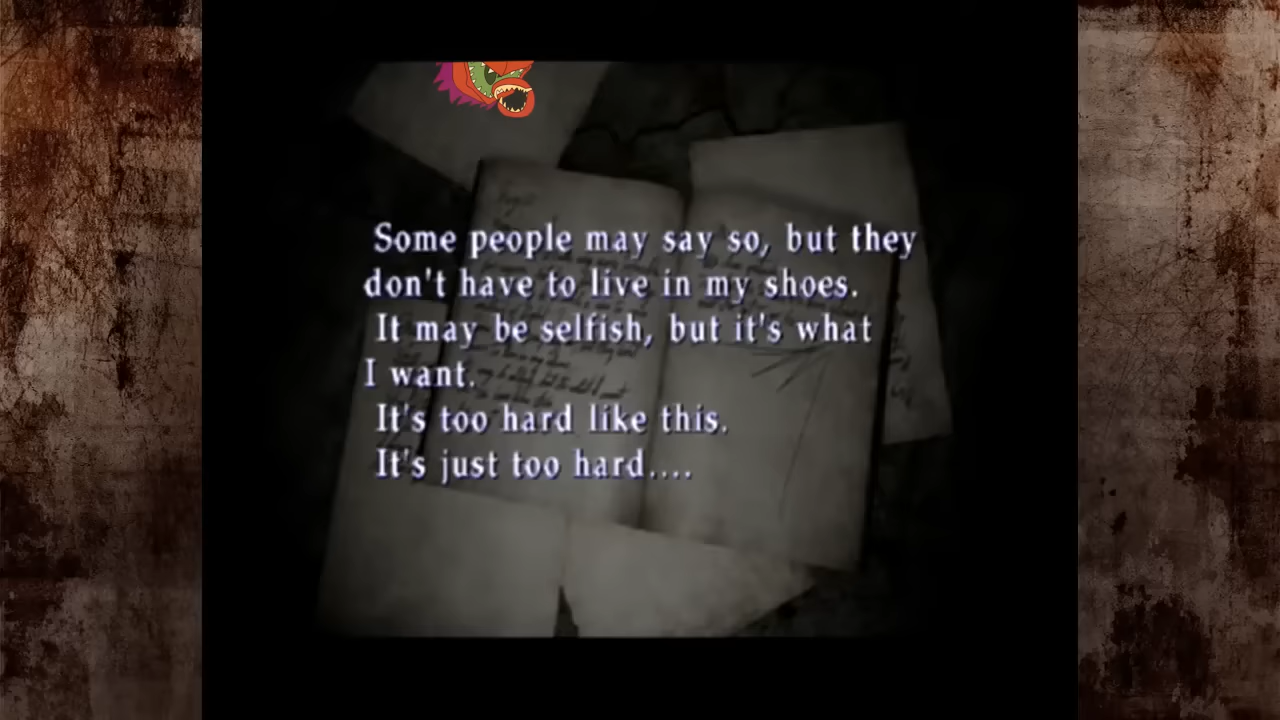 Some people may say so, but they
don't have to live in my shoes.
It may be selfish, but it's what
I want.
It's too hard like this.
It's just too hard....